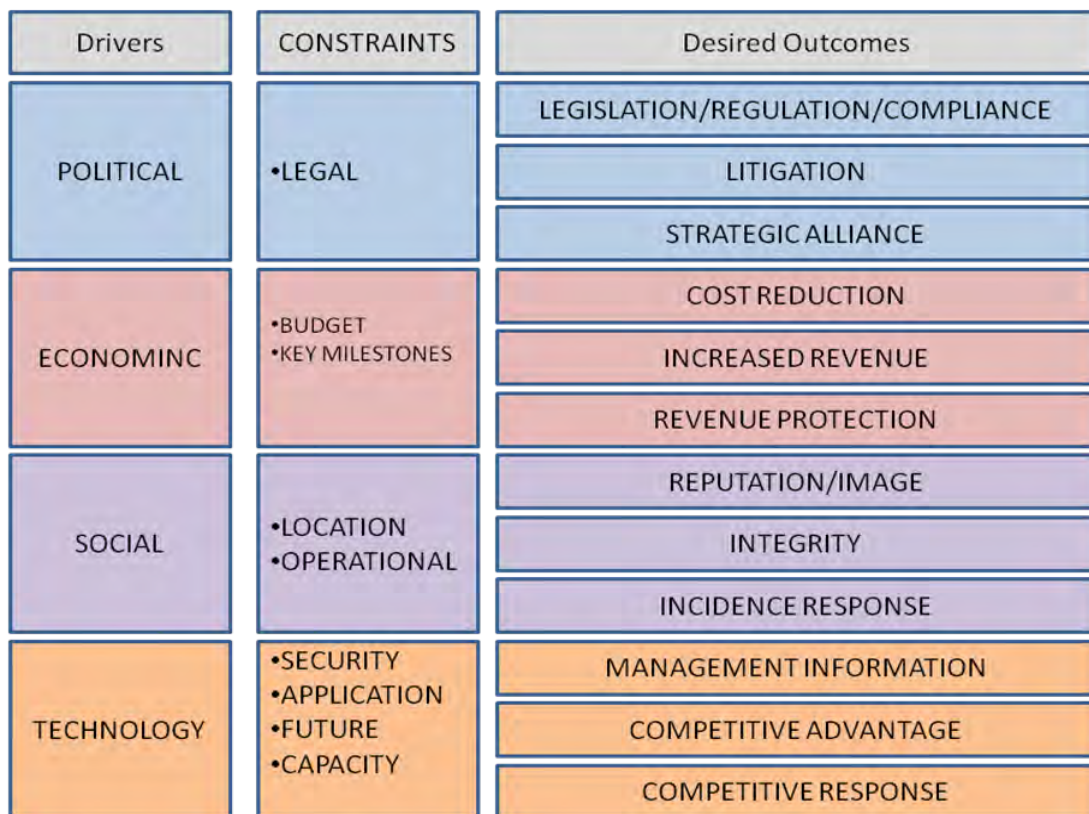 Drivers
CONSTRAINTS
Desired Outcomes
POLITICAL
•LEGAL
LEGISLATION/REGULATION/COMPLIANCE
LITIGATION
STRATEGIC ALLIANCE
ECONOMINC
•BUDGET
•KEY MILESTONES
COST REDUCTION
INCREASED REVENUE
REVENUE PROTECTION
SOCIAL
•LOCATION
•OPERATIONAL
REPUTATION/IMAGE
INTEGRITY
INCIDENCE RESPONSE
TECHNOLOGY
•SECURITY
•APPLICATION
•FUTURE
•CAPACITY
MANAGEMENT INFORMATION
COMPETITIVE ADVANTAGE
COMPETITIVE RESPONSE